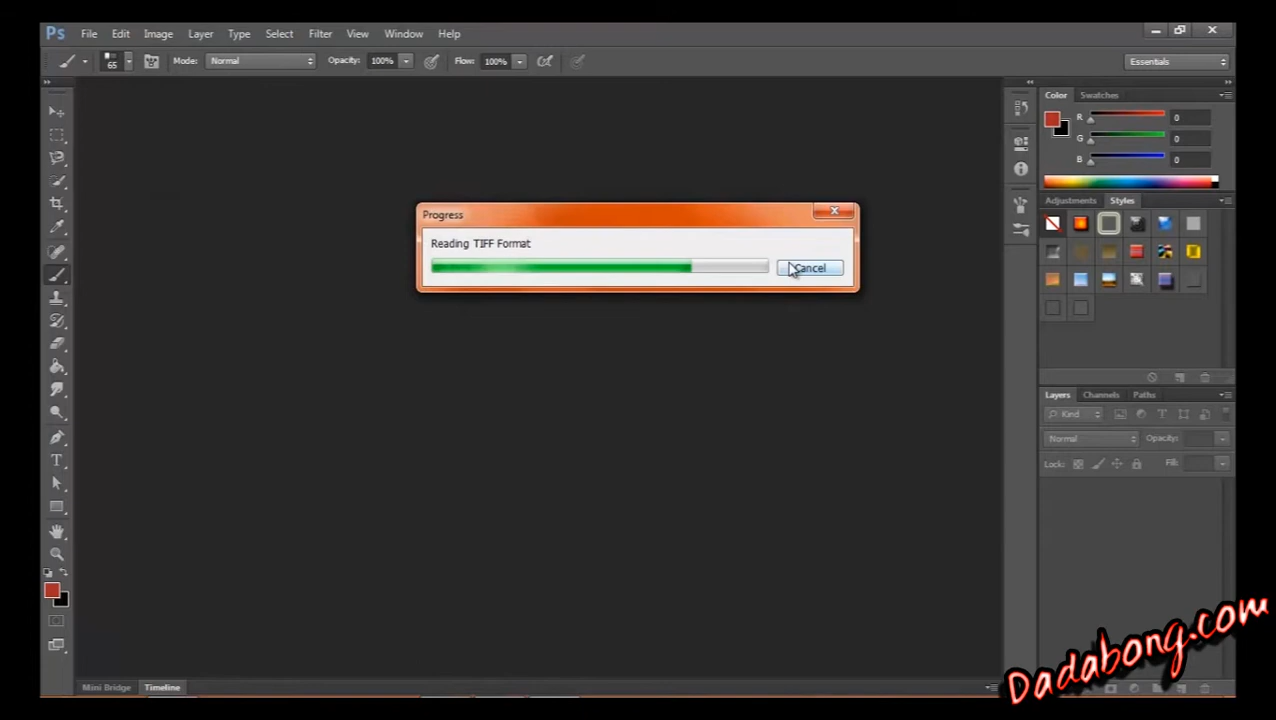 Ps File Edit Image Layer Type Select Filter View Window Help
65 Mode: Normal Opacity: 100% Flow: 100% Essentials
Color Swatches
R 0
G 0
B 0
Adjustments Styles
Progress
Reading TIFF Format
Cancel
Layers Channels Paths
Kind
Normal Opacity:
Lock: Fill:
T
Mini Bridge Timeline
Dadabong.com